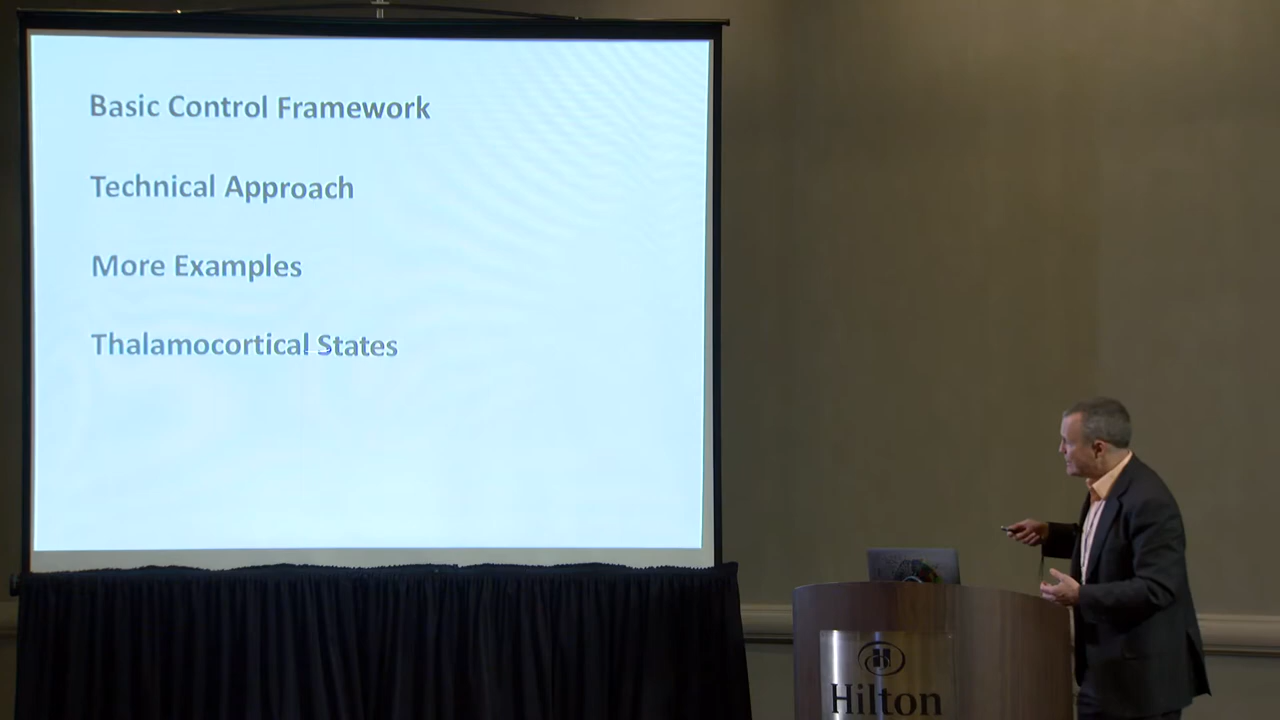 Basic Control Framework
Technical Approach
More Examples
Thalamocortical States
Hilton